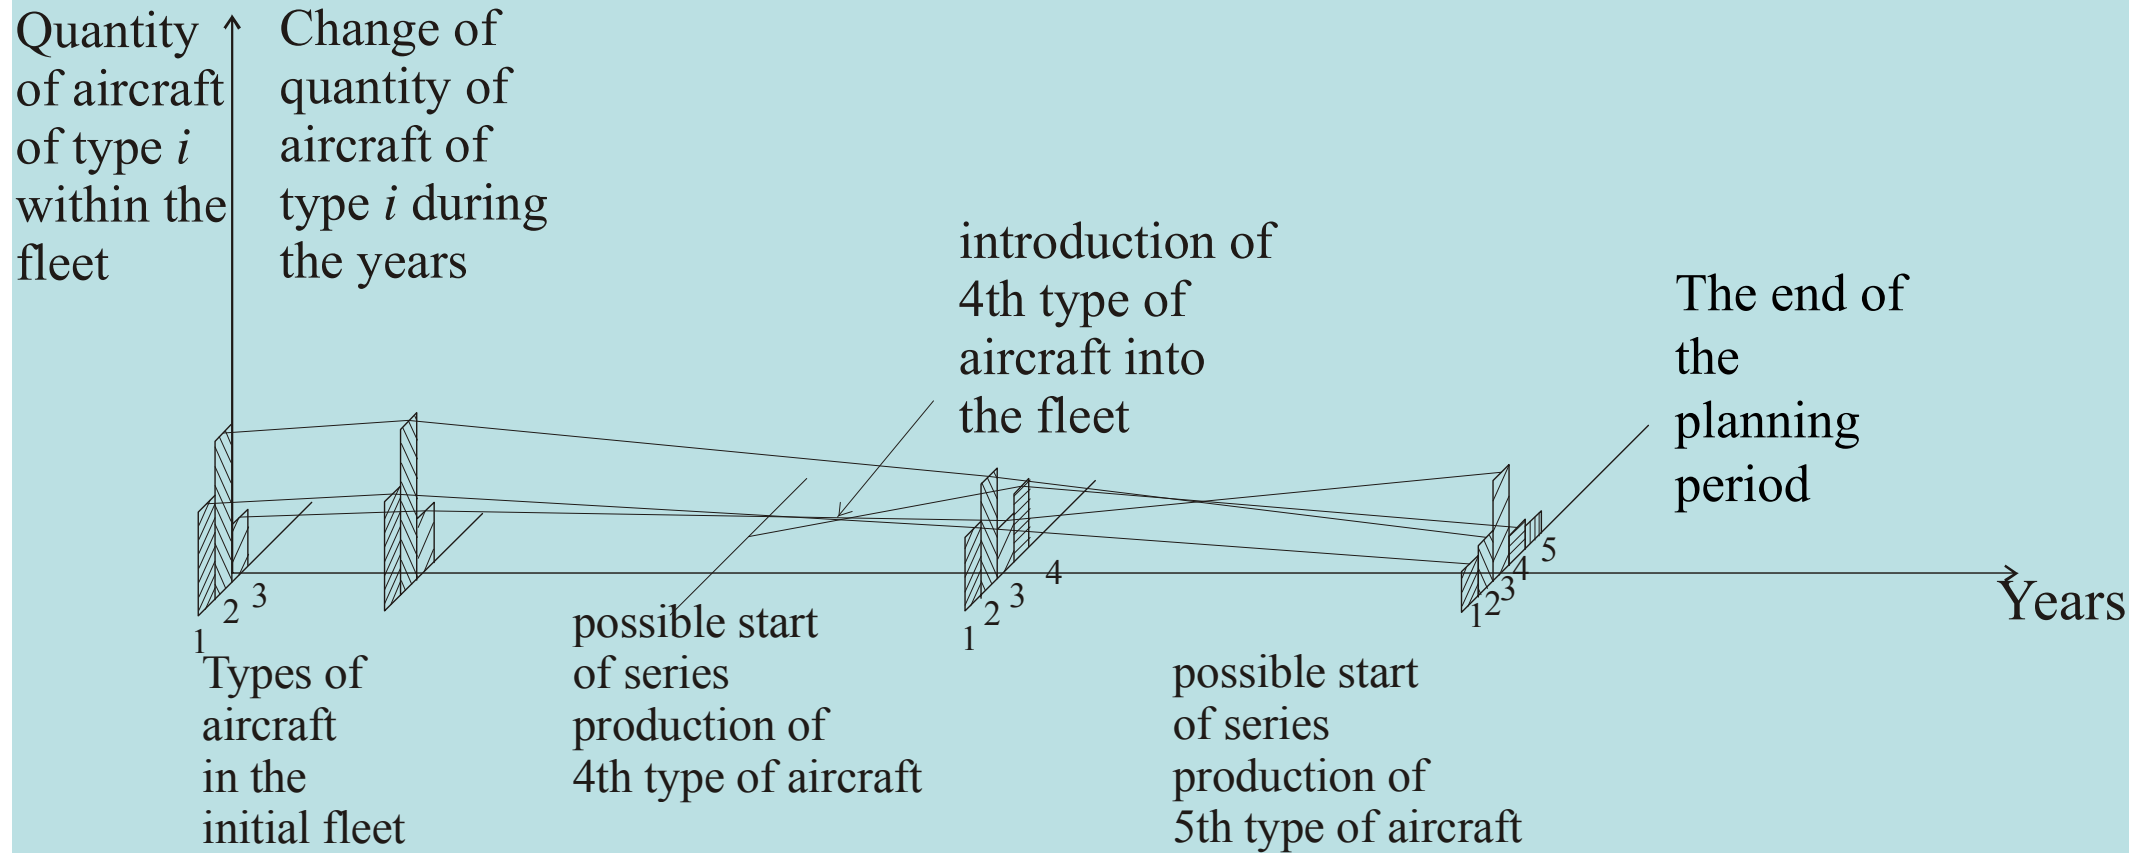 Quantity
of aircraft
of type i
within the
fleet
Change of
quantity of
aircraft of
type i during
the years
introduction of
4th type of
aircraft into
the fleet
The end of
the
planning
period
1
2
3
1
2
3
4
1
2
3
4
5
Years
Types of
aircraft
in the
initial fleet
possible start
of series
production of
4th type of aircraft
possible start
of series
production of
5th type of aircraft